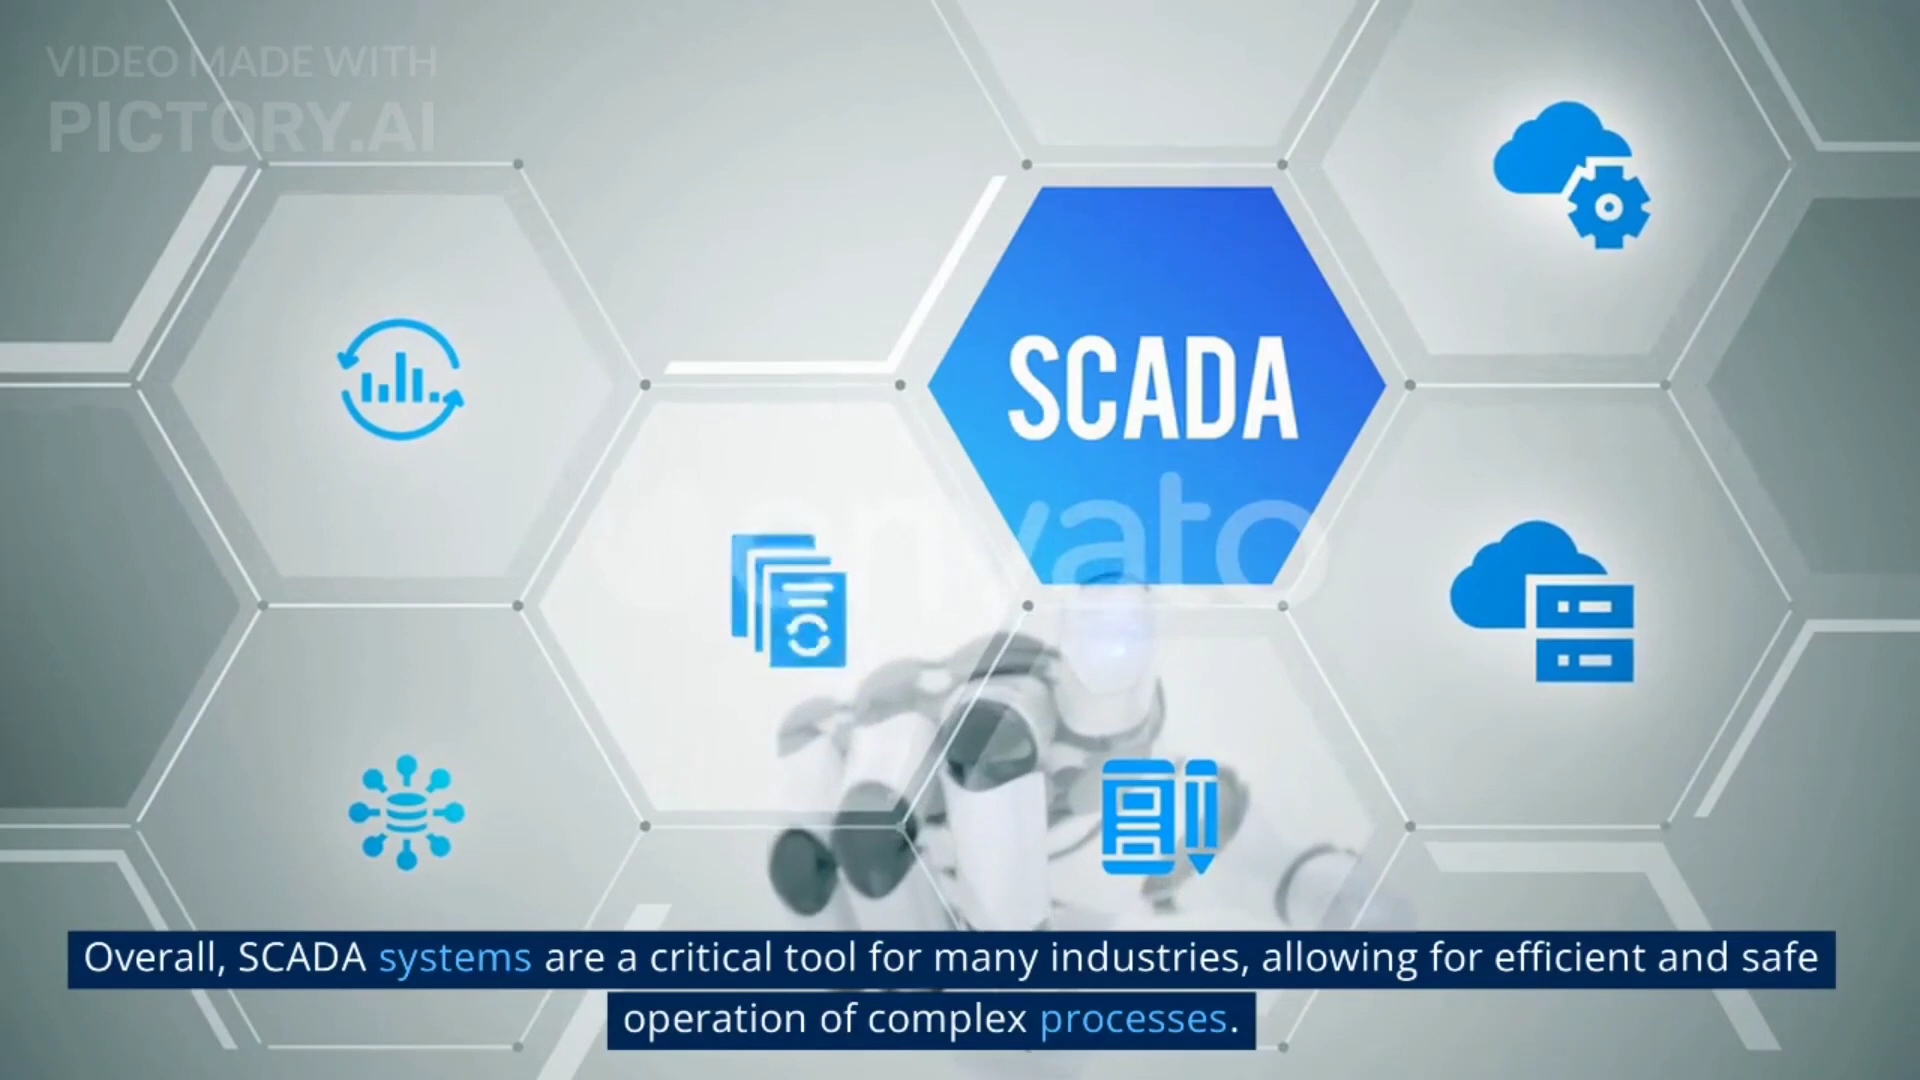 VIDEO MADE WITH
PICTORY.AI
SCADA
envato
Overall, SCADA systems are a critical tool for many industries, allowing for efficient and safe
operation of complex processes.